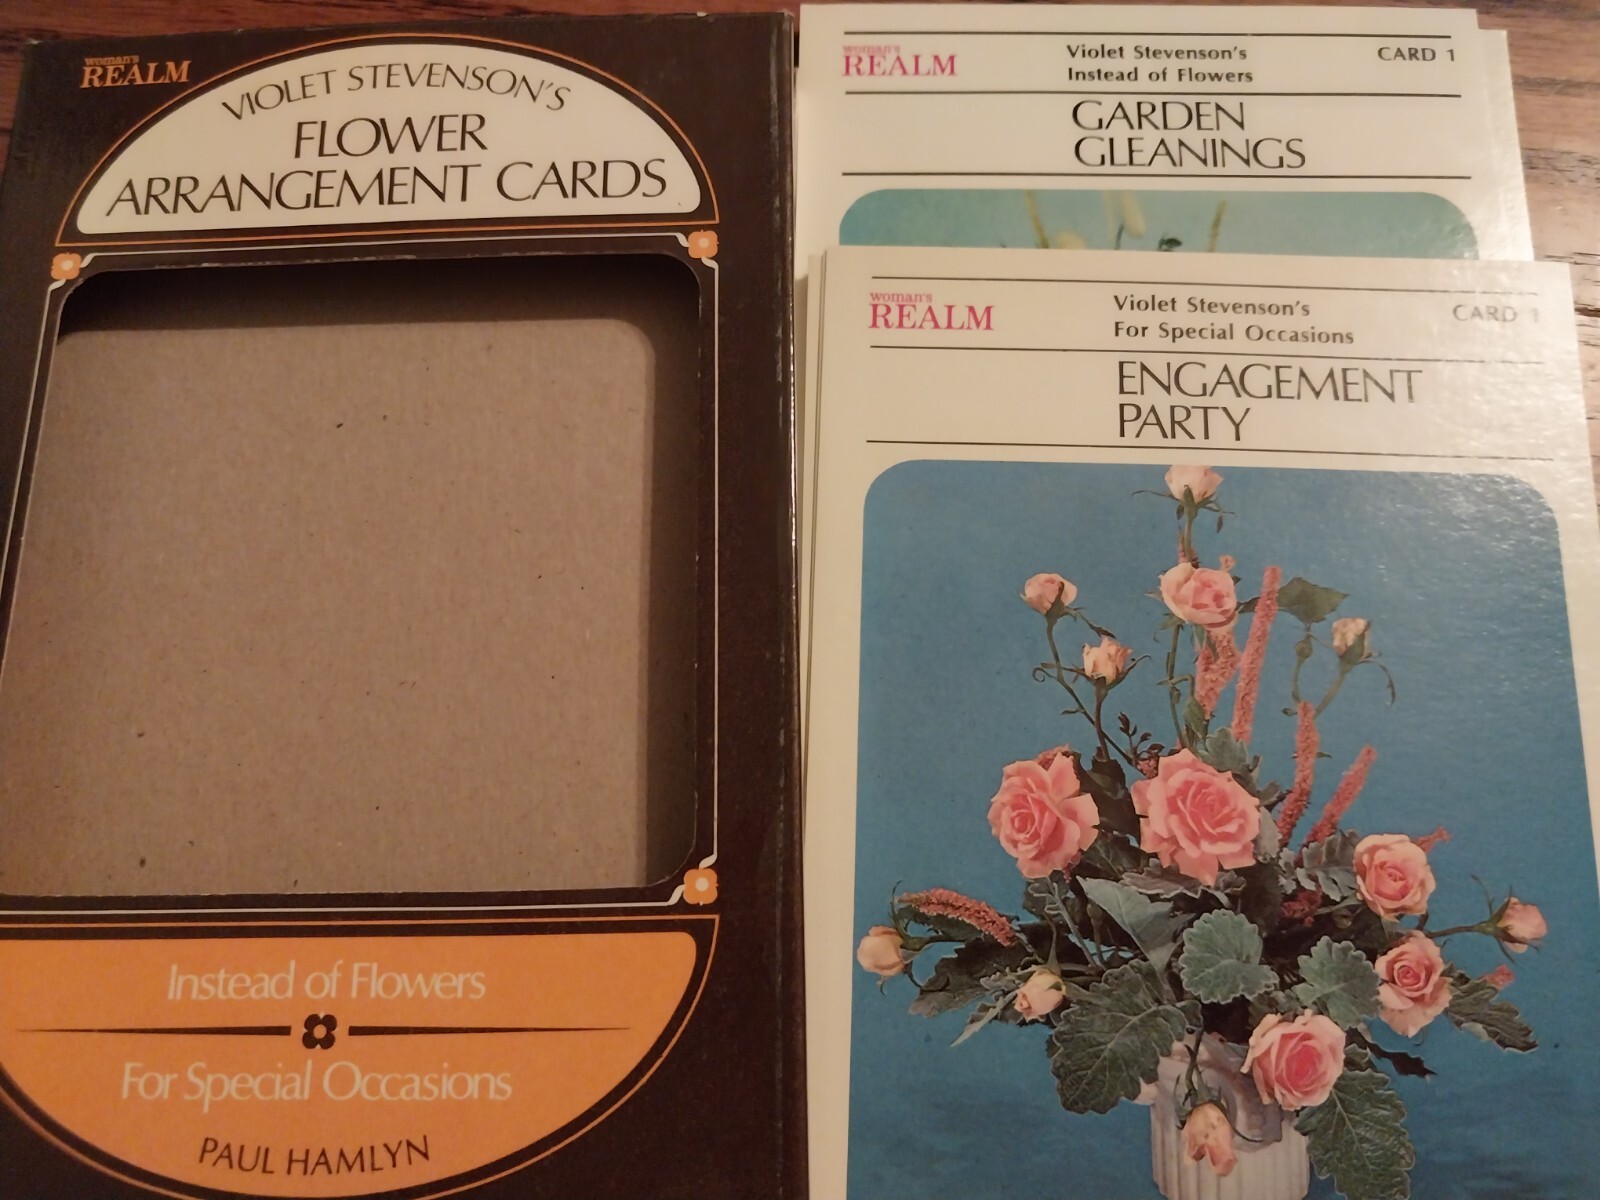 woman's
REALM
VIOLET STEVENSON'S
FLOWER
ARRANGEMENT CARDS
Instead of Flowers
For Special Occasions
PAUL HAMLYN
woman's
REALM
Violet Stevenson's
Instead of Flowers
CARD 1
GARDEN
GLEANINGS
woman's
REALM
Violet Stevenson's
For Special Occasions
CARD 1
ENGAGEMENT
PARTY